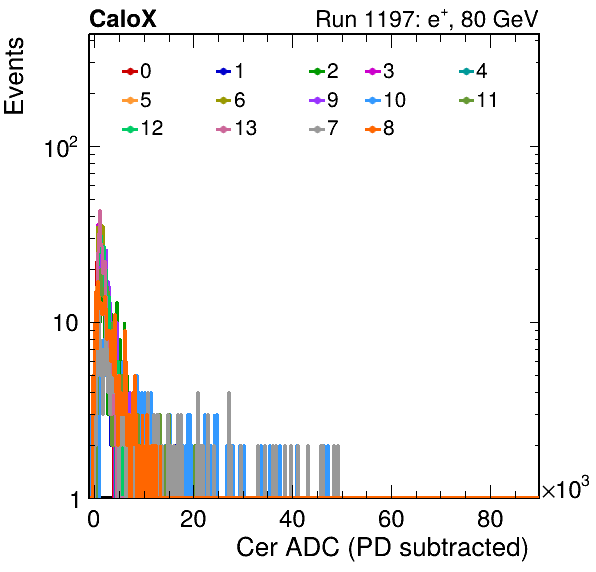 CaloX Run 1197: e⁺, 80 GeV
Events
0 1 2 3 4
5 6 9 10 11
12 13 7 8
10²
10
1
0 20 40 60 80 ×10³
Cer ADC (PD subtracted)